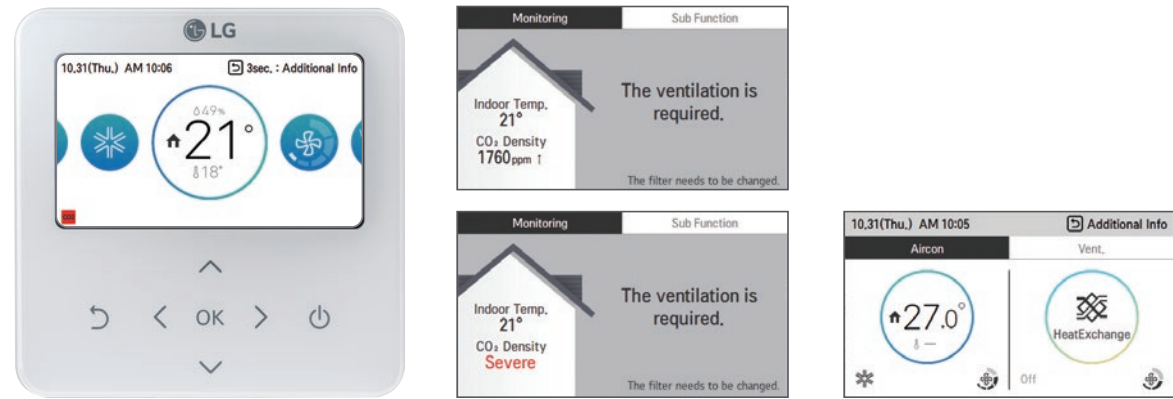 LG
10.31(Thu.) AM 10:06
3sec. : Additional Info
49%
21°
18°
CO2
OK
Monitoring
Sub Function
Indoor Temp.
21°
CO₂ Density
1760ppm ↑
The ventilation is
required.
The filter needs to be changed.
Monitoring
Sub Function
Indoor Temp.
21°
CO₂ Density
Severe
The ventilation is
required.
The filter needs to be changed.
10.31(Thu.) AM 10:05
Additional Info
Aircon
Vent.
27.0°
HeatExchange
Off